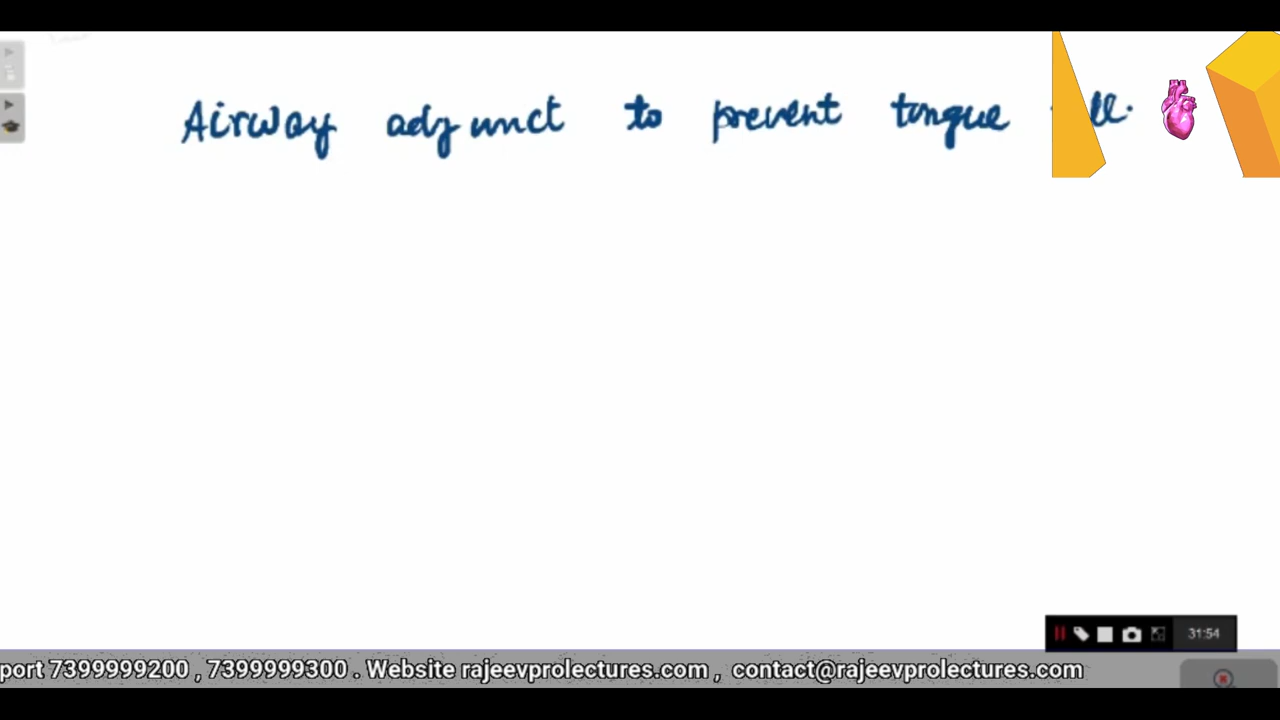 Airway adjunct to prevent tongue
31:54
port 7399999200 , 7399999300 . Website rajeevprolectures.com , contact@rajeevprolectures.com